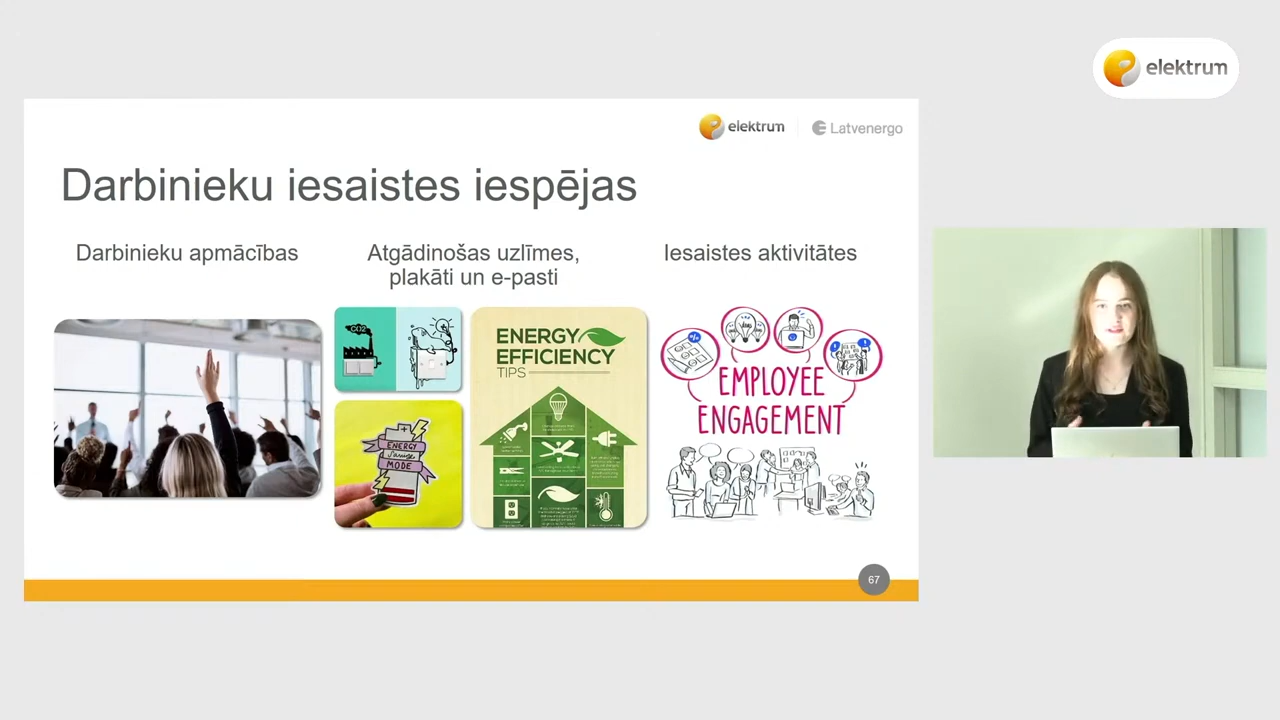 elektrum
elektrum
Latvenergo
Darbinieku iesaistes iespējas
Darbinieku apmācības
Atgādinošas uzlīmes,
plakāti un e-pasti
Iesaistes aktivitātes
CO2
ENERGY
EFFICIENCY
TIPS
ENERGY
Saving
MODE
EMPLOYEE
ENGAGEMENT
67